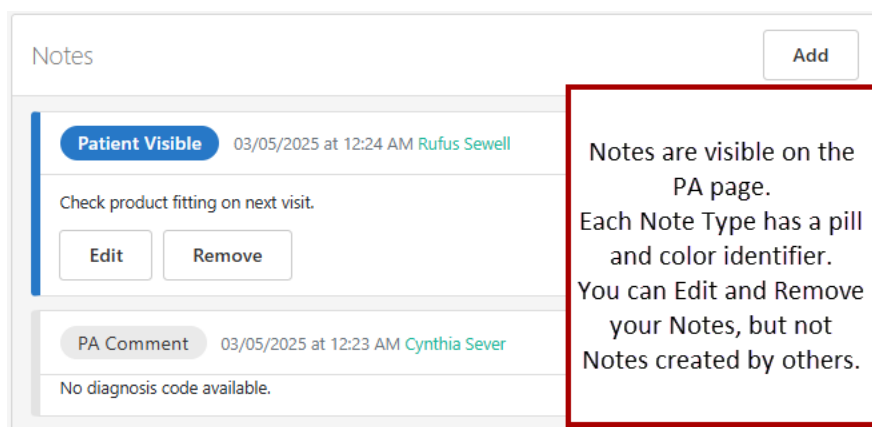 Notes
Add
Patient Visible 03/05/2025 at 12:24 AM Rufus Sewell
Check product fitting on next visit.
Edit Remove
PA Comment 03/05/2025 at 12:23 AM Cynthia Sever
No diagnosis code available.
Notes are visible on the
PA page.
Each Note Type has a pill
and color identifier.
You can Edit and Remove
your Notes, but not
Notes created by others.